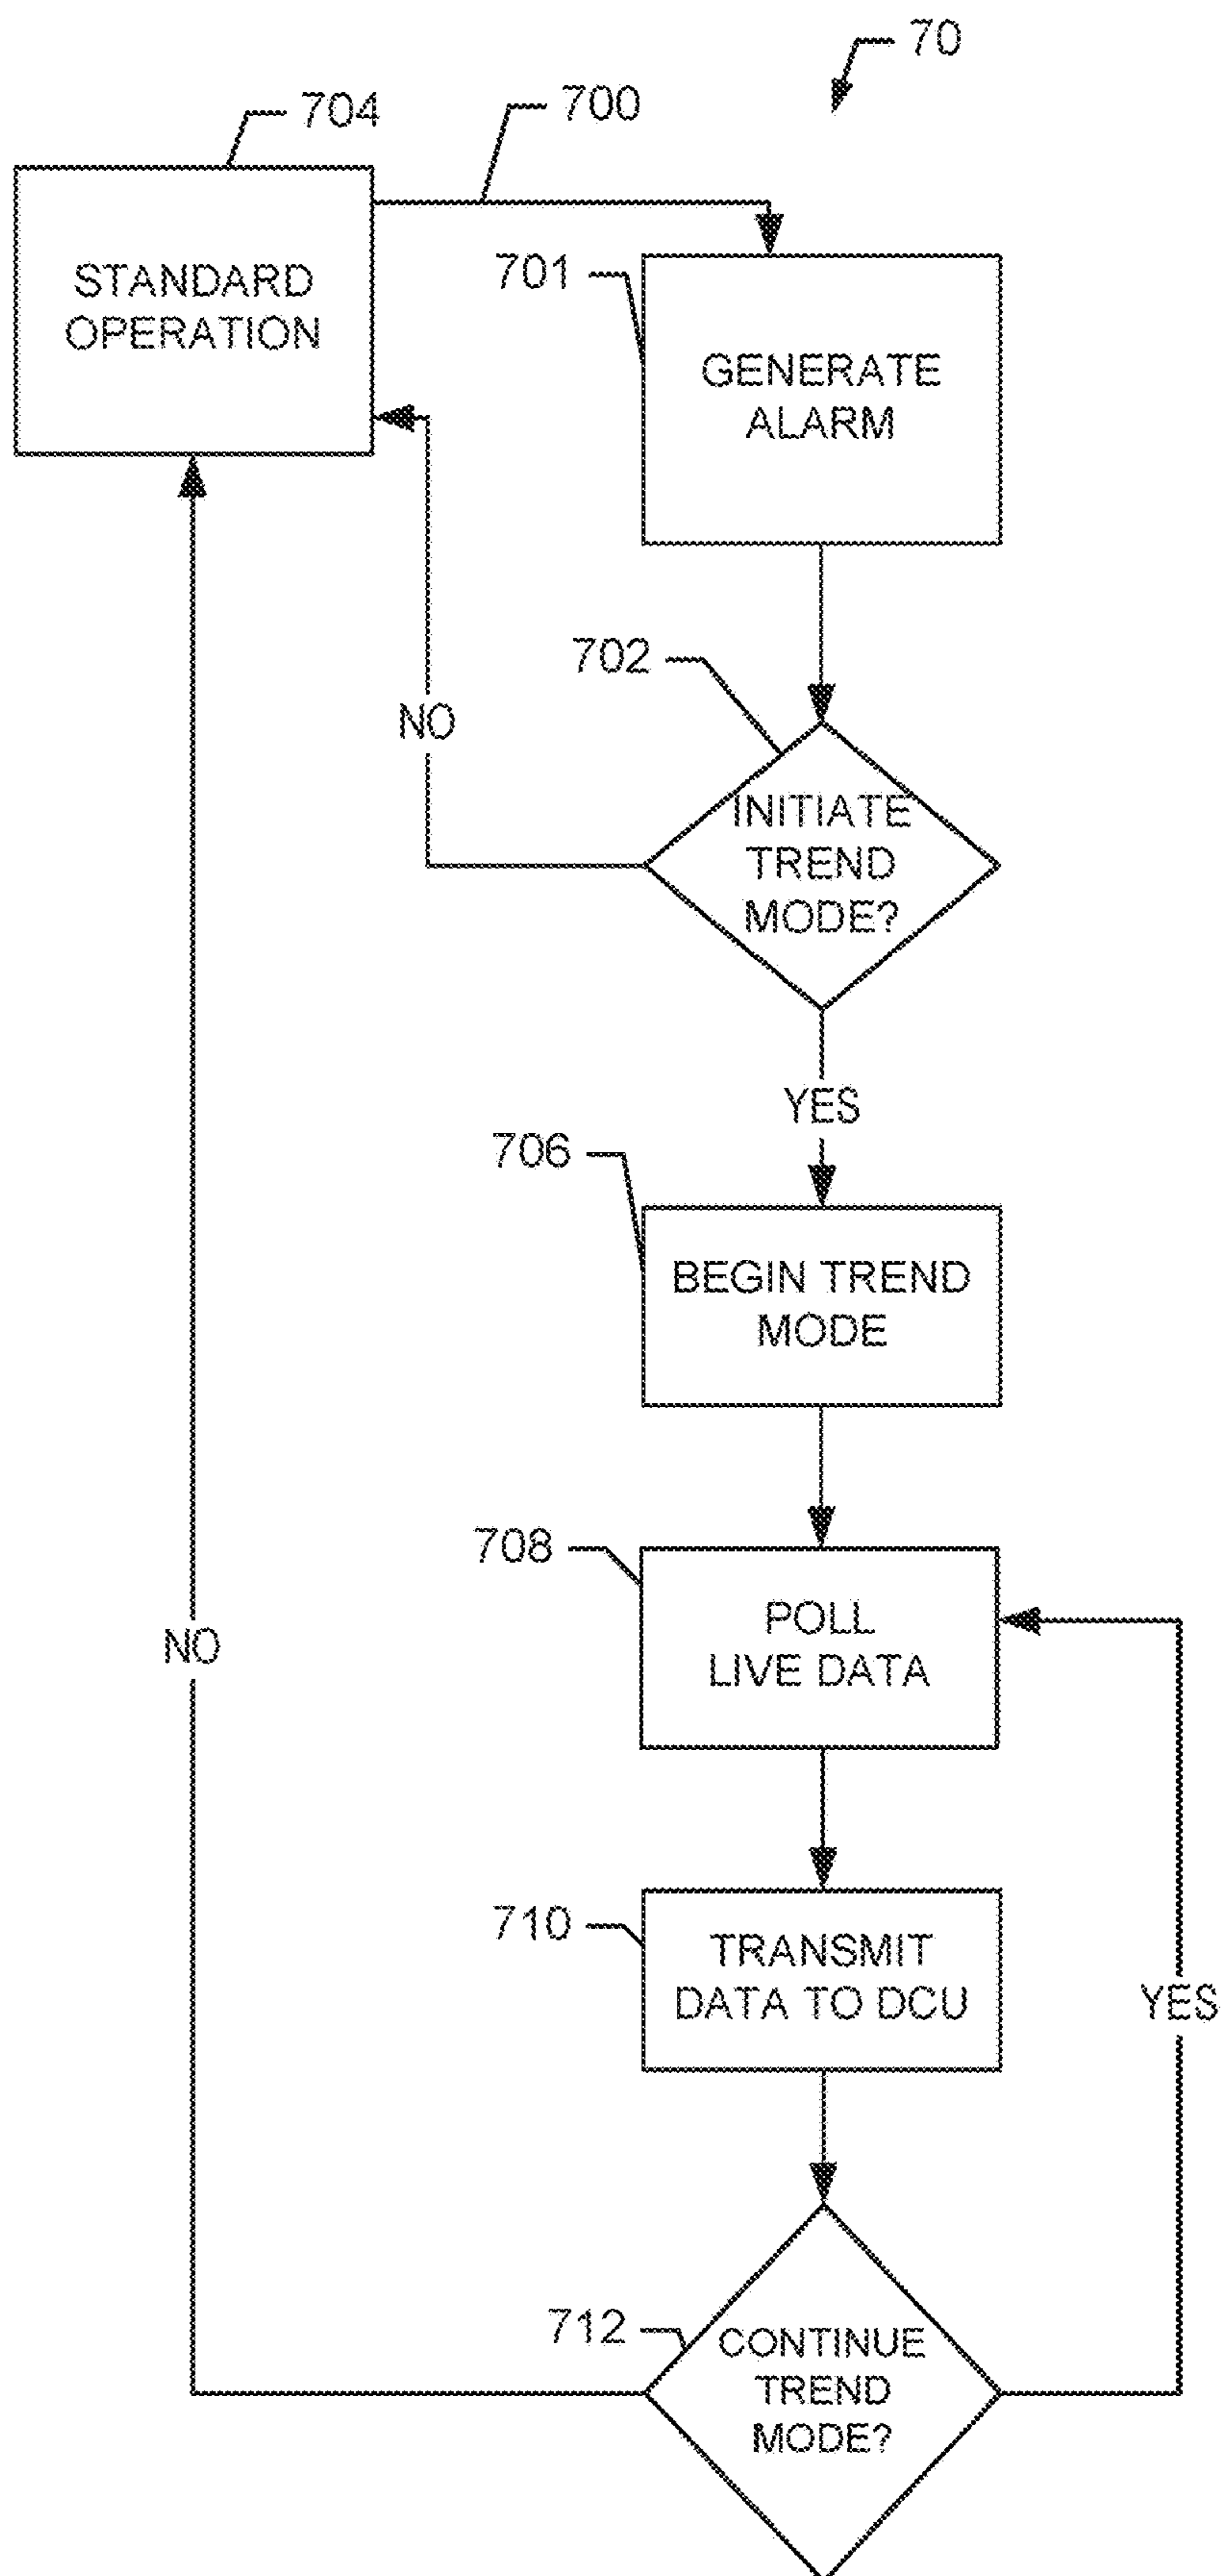 70
704
700
STANDARD
OPERATION
701
GENERATE
ALARM
702
NO
INITIATE
TREND
MODE?
YES
706
BEGIN TREND
MODE
708
POLL
LIVE DATA
NO
710
TRANSMIT
DATA TO DCU
YES
712
CONTINUE
TREND
MODE?